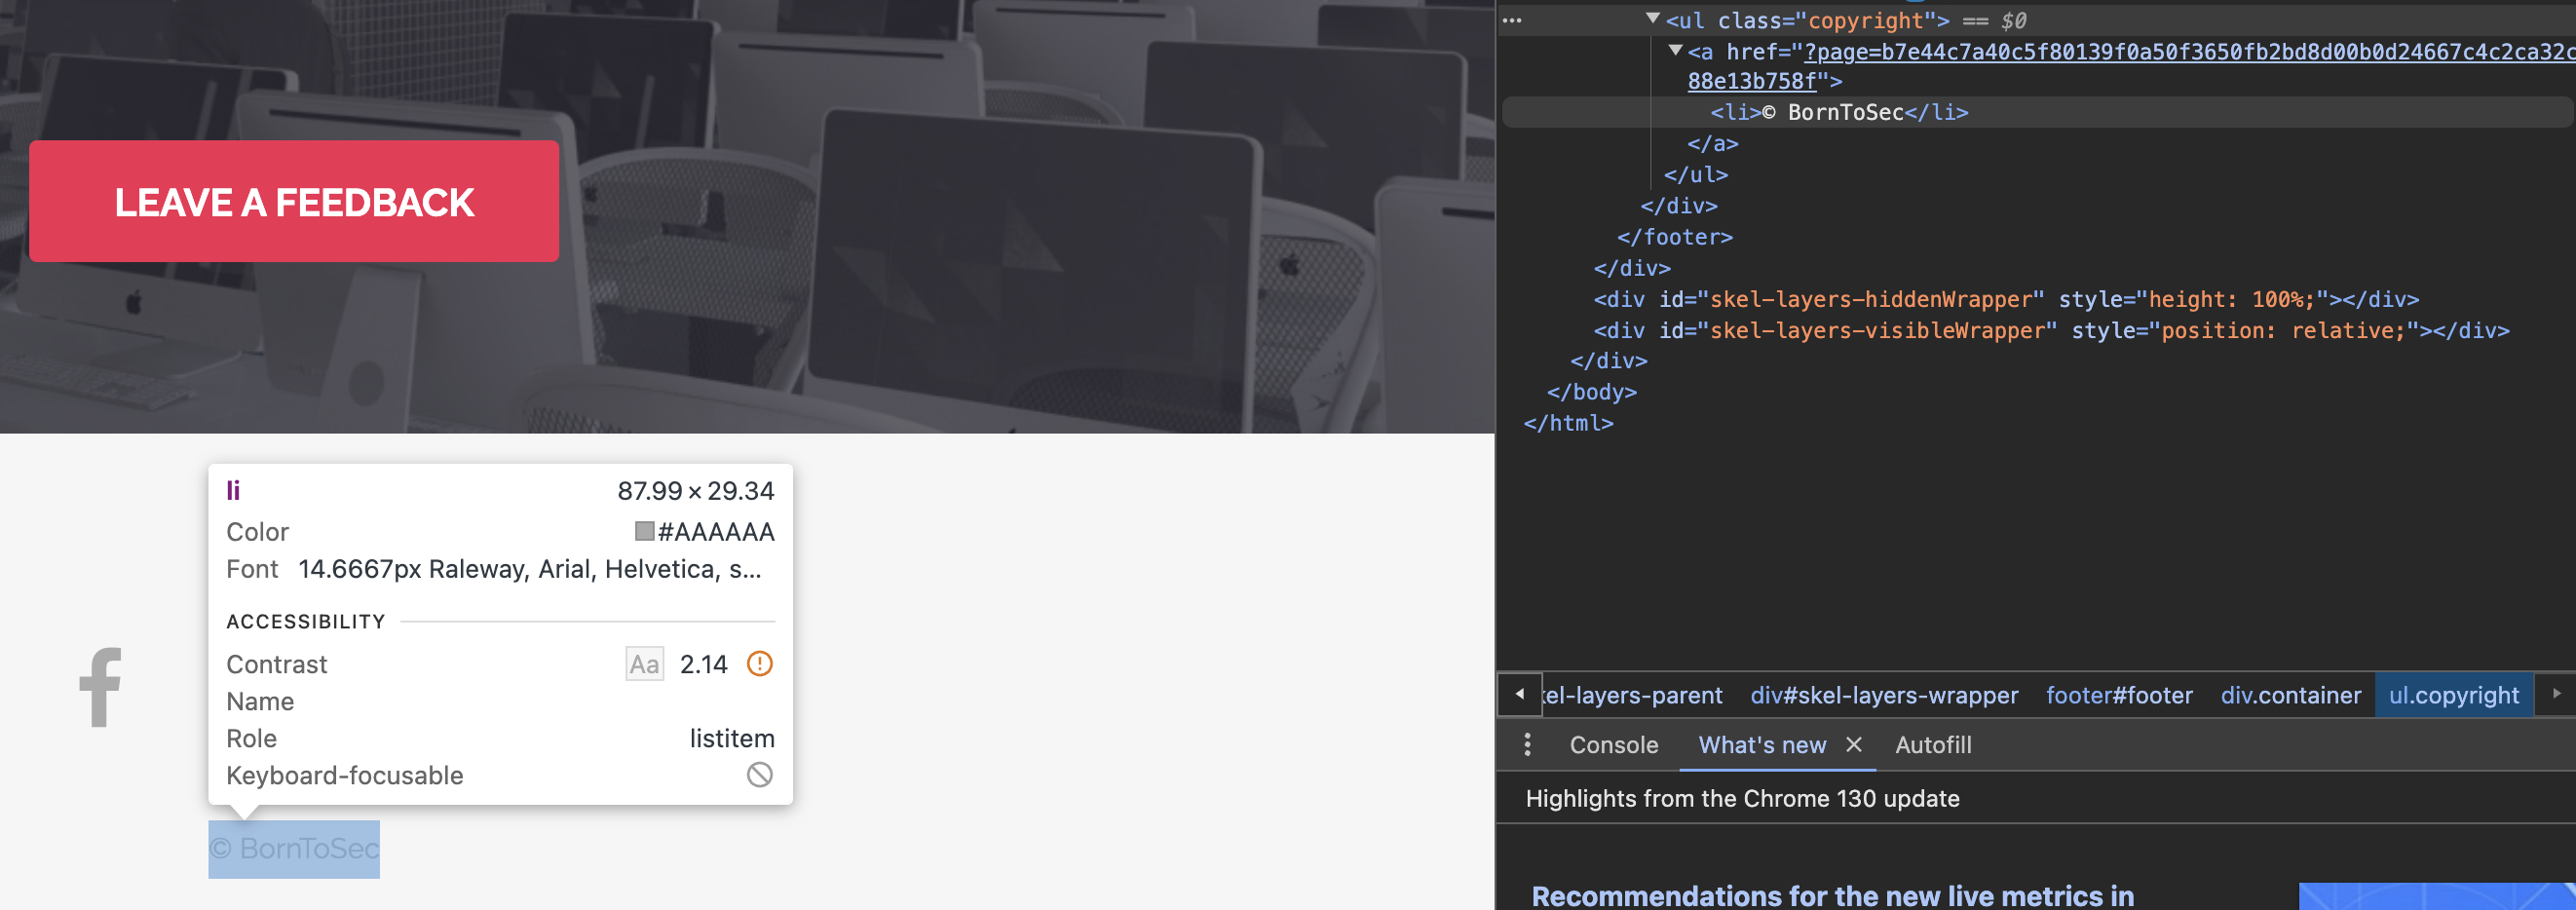 LEAVE A FEEDBACK
li 87.99 × 29.34
Color #AAAAAA
Font 14.6667px Raleway, Arial, Helvetica, s...
ACCESSIBILITY
Contrast Aa 2.14
Name
Role listitem
Keyboard-focusable
© BornToSec
... <ul class="copyright"> == $0
<a href="?page=b7e44c7a40c5f80139f0a50f3650fb2bd8d00b0d24667c4c2ca32c
88e13b758f">
<li>© BornToSec</li>
</a>
</ul>
</div>
</footer>
</div>
<div id="skel-layers-hiddenWrapper" style="height: 100%;"></div>
<div id="skel-layers-visibleWrapper" style="position: relative;"></div>
</div>
</body>
</html>
el-layers-parent div#skel-layers-wrapper footer#footer div.container ul.copyright
Console What's new Autofill
Highlights from the Chrome 130 update
Recommendations for the new live metrics in